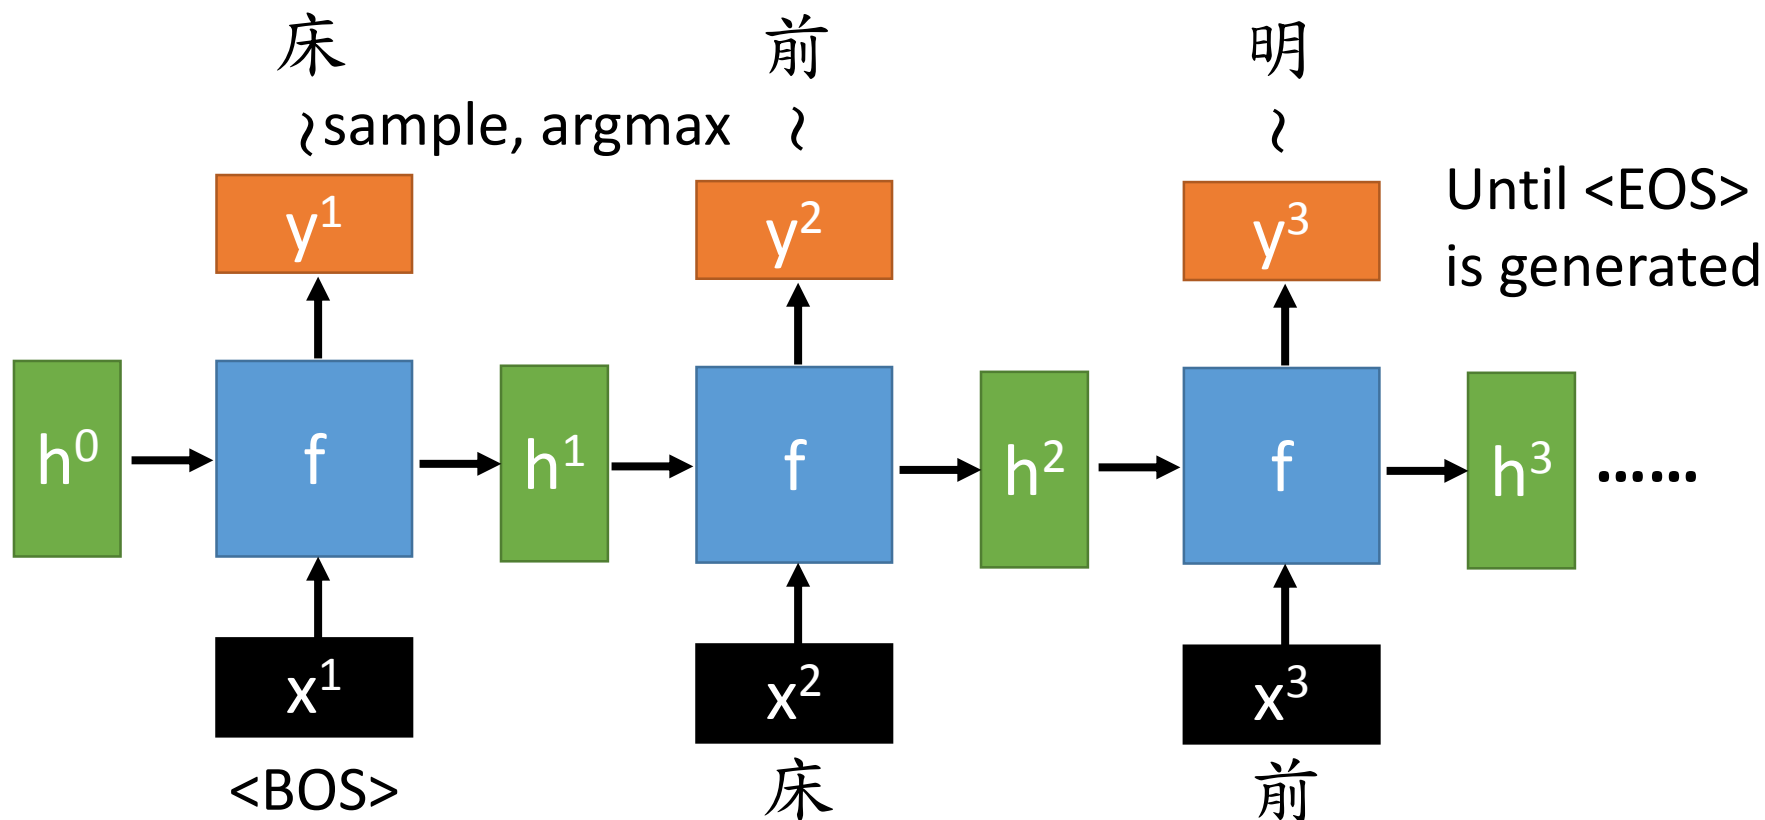 床 前 明
~ sample, argmax ~ ~
y¹ y² y³
Until <EOS>
is generated
h⁰ f h¹ f h² f h³ ......
x¹ x² x³
<BOS> 床 前